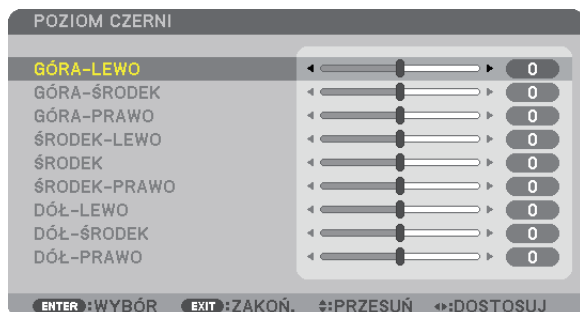 POZIOM CZERNI
GÓRA-LEWO 0
GÓRA-ŚRODEK 0
GÓRA-PRAWO 0
ŚRODEK-LEWO 0
ŚRODEK 0
ŚRODEK-PRAWO 0
DÓŁ-LEWO 0
DÓŁ-ŚRODEK 0
DÓŁ-PRAWO 0
ENTER:WYBÓR EXIT:ZAKOŃ. :PRZESUŃ :DOSTOSUJ